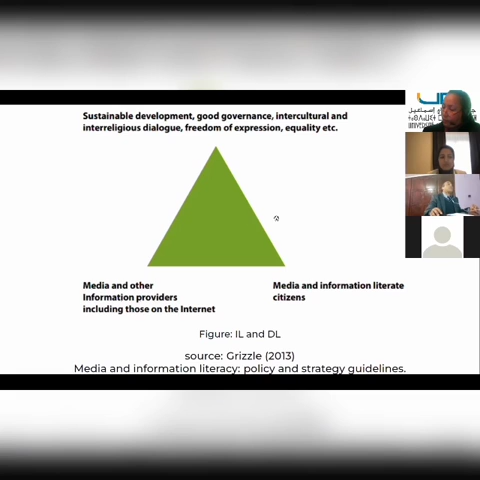 Sustainable development, good governance, intercultural and
interreligious dialogue, freedom of expression, equality etc.
Media and other
Information providers
including those on the Internet
Media and information literate
citizens
Figure: IL and DL
source: Grizzle (2013)
Media and information literacy: policy and strategy guidelines.